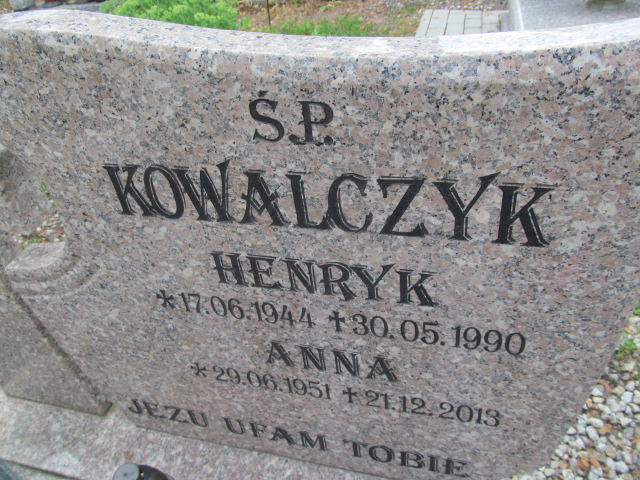 Ś.P.
KOWALCZYK
HENRYK
*17.06.1944 ✝30.05.1990
ANNA
*29.06.1951 ✝21.12.2013
JEZU UFAM TOBIE